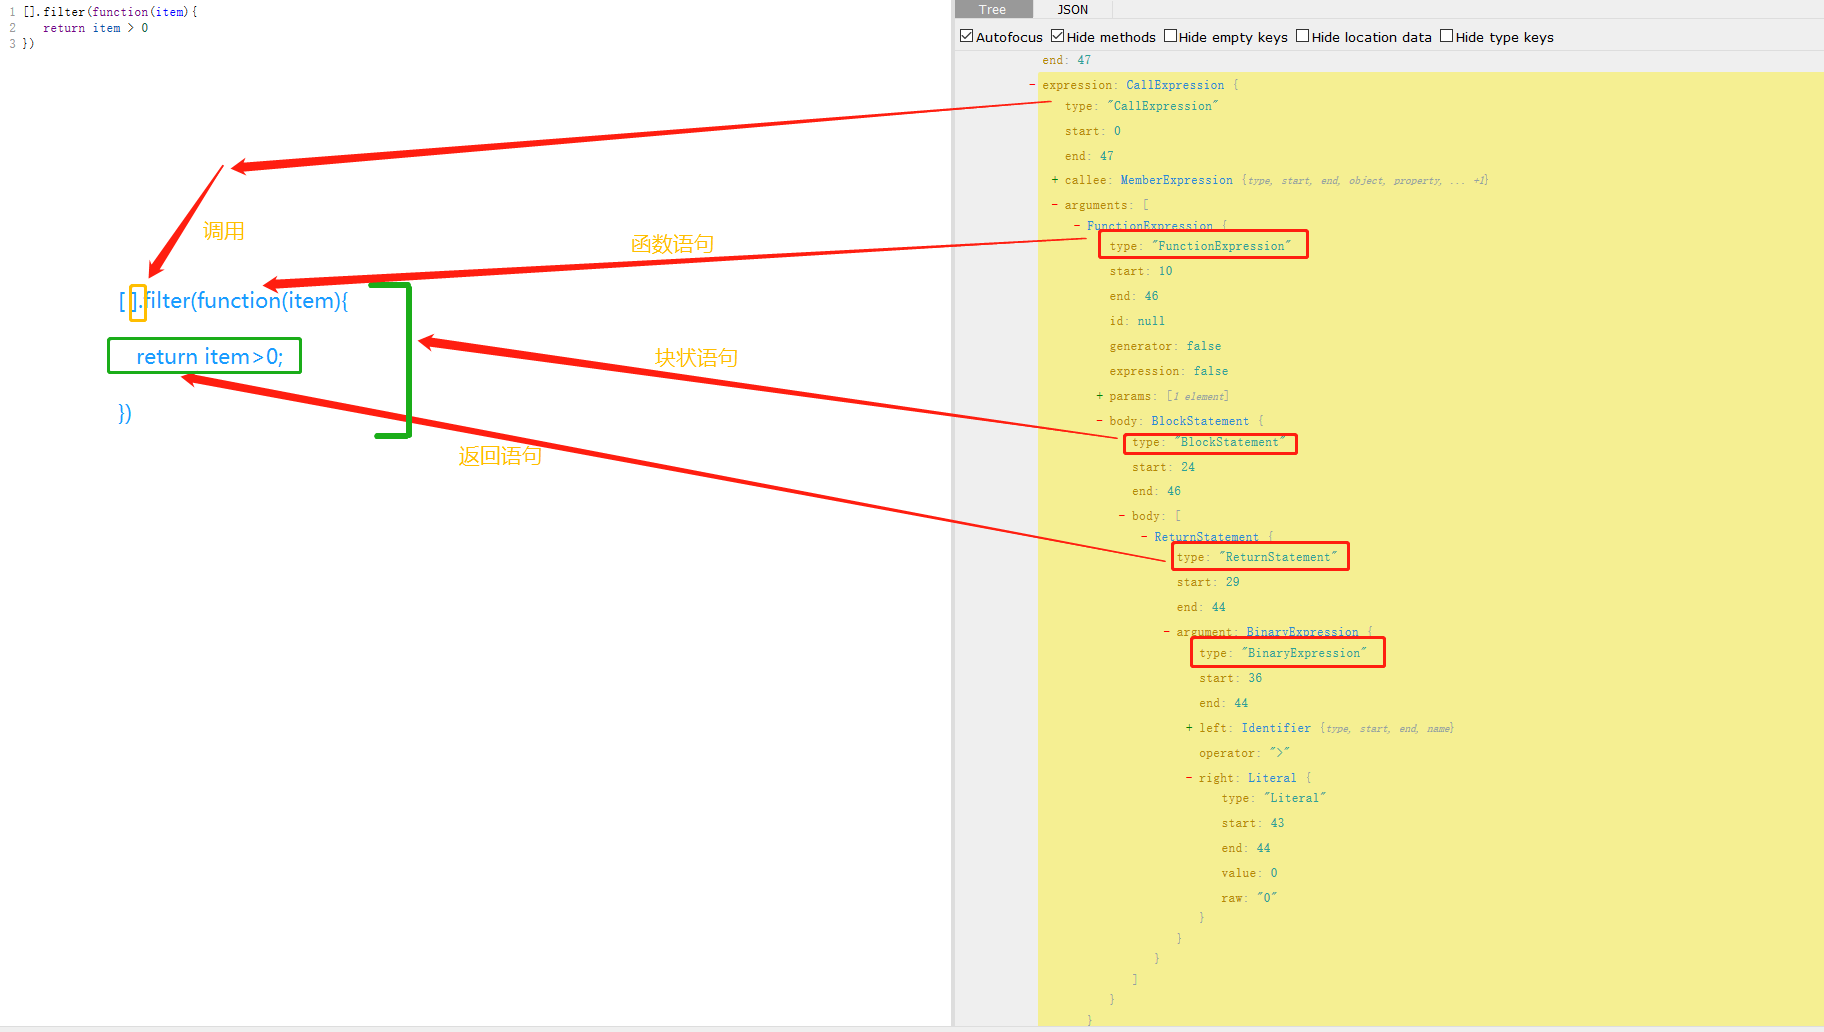 1 [].filter(function(item){
2 return item > 0
3 })
调用
函数语句
[].filter(function(item){
return item>0;
块状语句
})
返回语句
Tree JSON
Autofocus Hide methods Hide empty keys Hide location data Hide type keys
end: 47
- expression: CallExpression {
type: "CallExpression"
start: 0
end: 47
+ callee: MemberExpression {type, start, end, object, property, ... +1}
- arguments: [
- FunctionExpression {
type: "FunctionExpression"
start: 10
end: 46
id: null
generator: false
expression: false
+ params: [1 element]
- body: BlockStatement {
type: "BlockStatement"
start: 24
end: 46
- body: [
- ReturnStatement {
type: "ReturnStatement"
start: 29
end: 44
- argument: BinaryExpression {
type: "BinaryExpression"
start: 36
end: 44
+ left: Identifier {type, start, end, name}
operator: ">"
- right: Literal {
type: "Literal"
start: 43
end: 44
value: 0
raw: "0"
}
}
}
]
}
}